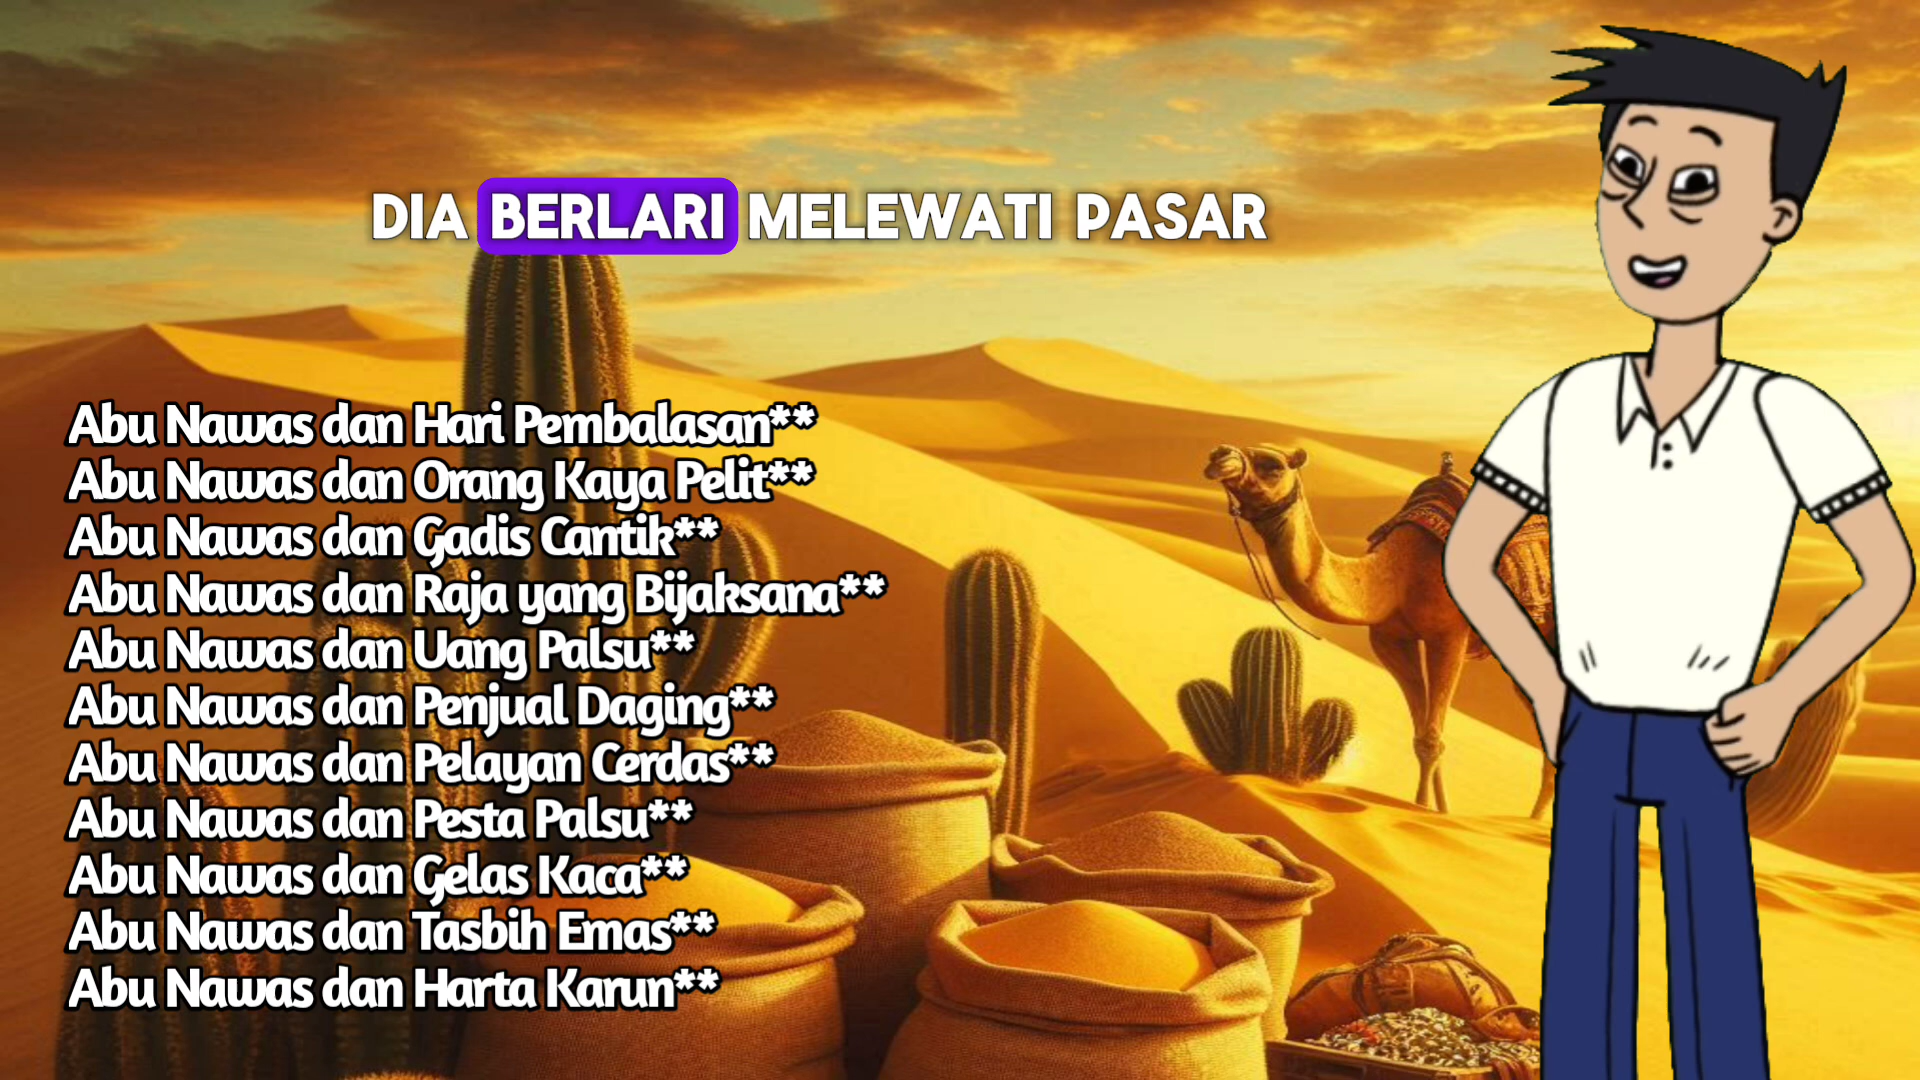 DIA BERLARI MELEWATI PASAR
Abu Nawas dan Hari Pembalasan**
Abu Nawas dan Orang Kaya Pelit**
Abu Nawas dan Gadis Cantik**
Abu Nawas dan Raja yang Bijaksana**
Abu Nawas dan Uang Palsu**
Abu Nawas dan Penjual Daging**
Abu Nawas dan Pelayan Cerdas**
Abu Nawas dan Pesta Palsu**
Abu Nawas dan Gelas Kaca**
Abu Nawas dan Tasbih Emas**
Abu Nawas dan Harta Karun**